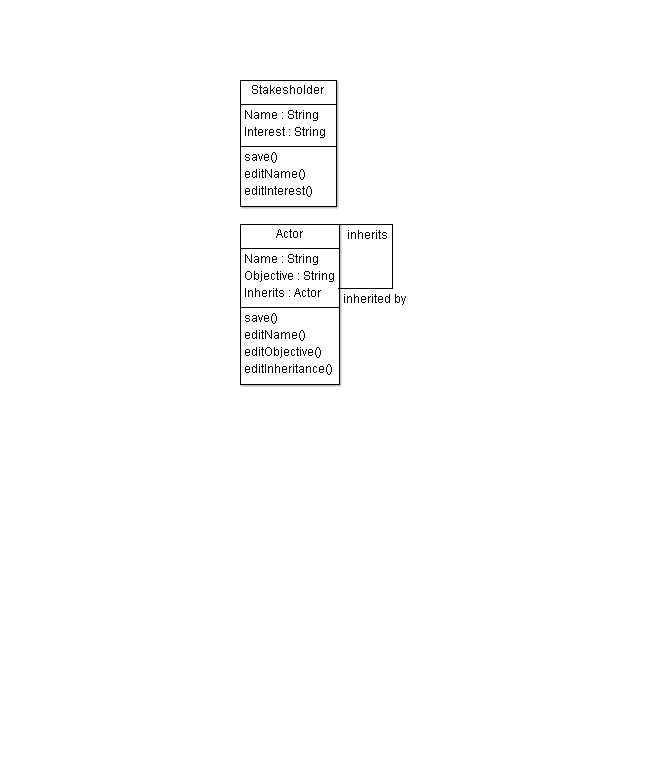 Stakesholder
Name : String
Interest : String
save()
editName()
editInterest()
Actor
inherits
Name : String
Objective : String
Inherits : Actor
inherited by
save()
editName()
editObjective()
editInheritance()